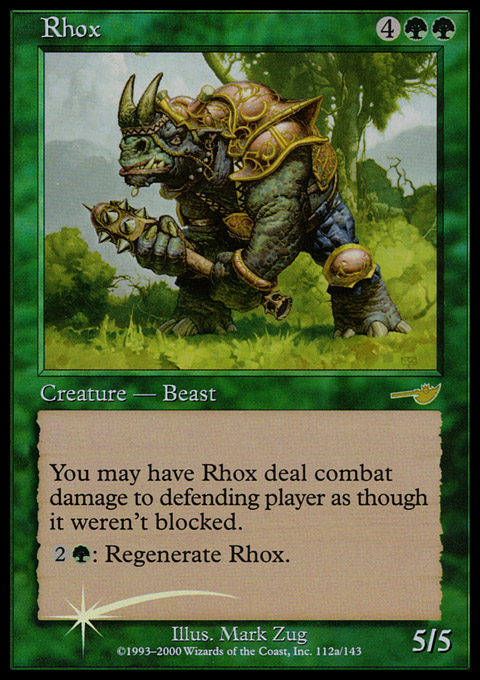 Rhox 4
Creature — Beast
You may have Rhox deal combat
damage to defending player as though
it weren't blocked.
2 : Regenerate Rhox.
Illus. Mark Zug
©1993–2000 Wizards of the Coast, Inc. 112a/143
5/5